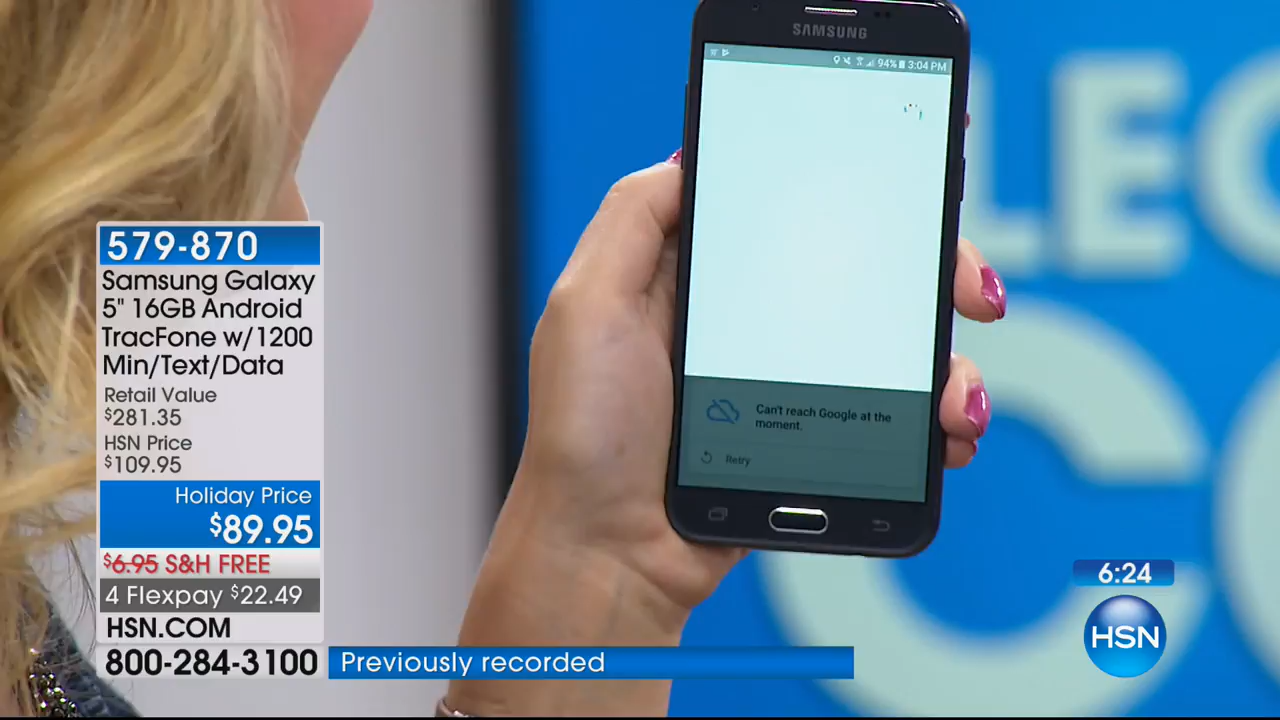 SAMSUNG
94% 3:04 PM
Can't reach Google at the
moment.
Retry
LEC
CO
579-870
Samsung Galaxy
5" 16GB Android
TracFone w/1200
Min/Text/Data
Retail Value
$281.35
HSN Price
$109.95
Holiday Price
$89.95
$6.95 S&H FREE
4 Flexpay $22.49
HSN.COM
800-284-3100
Previously recorded
6:24
HSN